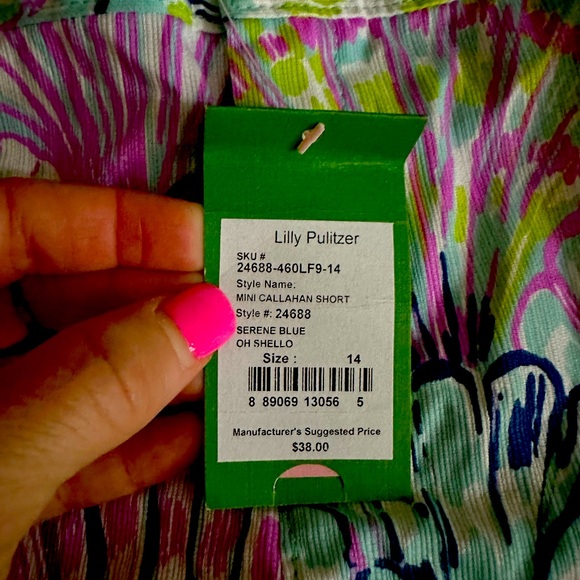 Lilly Pulitzer
SKU #
24688-460LF9-14
Style Name:
MINI CALLAHAN SHORT
Style #: 24688
SERENE BLUE
OH SHELLO
Size : 14
8 89069 13056 5
Manufacturer's Suggested Price
$38.00